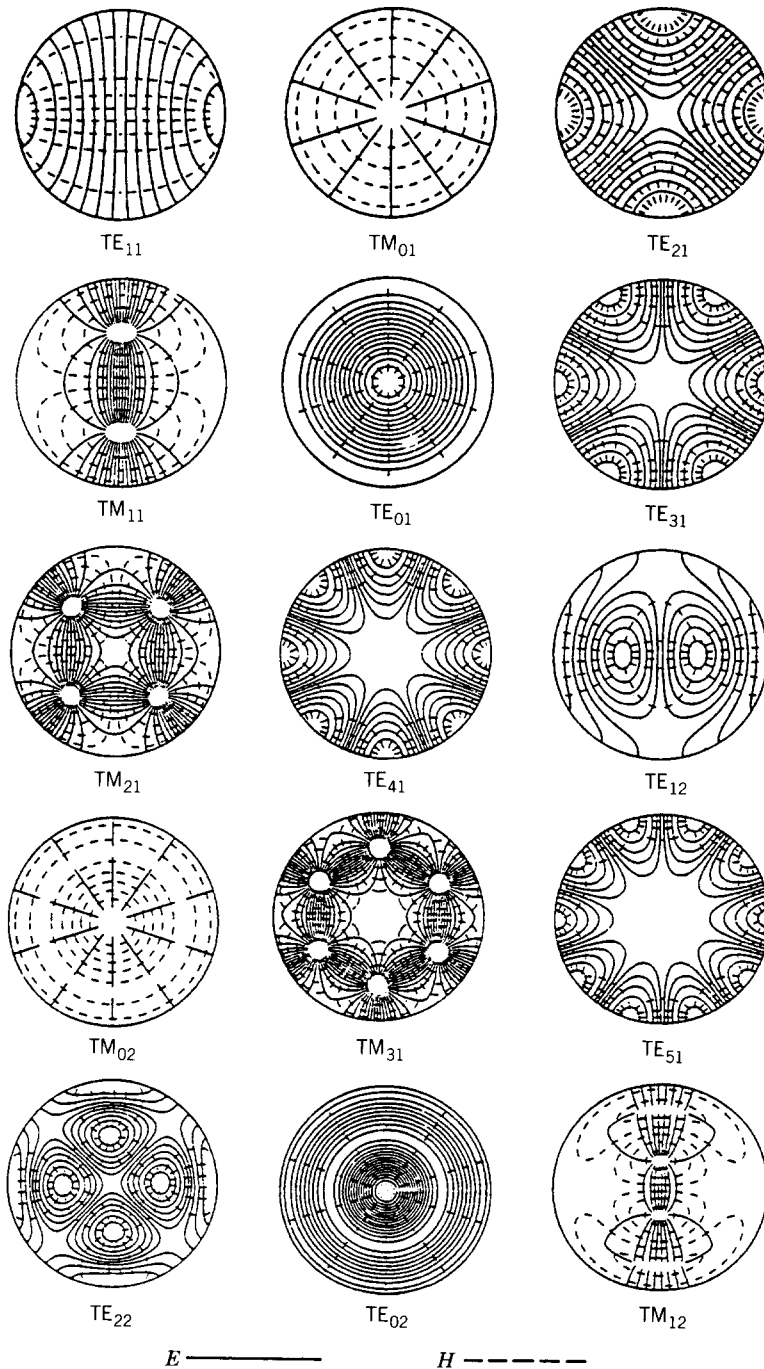 TE₁₁ TM₀₁ TE₂₁
TM₁₁ TE₀₁ TE₃₁
TM₂₁ TE₄₁ TE₁₂
TM₀₂ TM₃₁ TE₅₁
TE₂₂ TE₀₂ TM₁₂
E H